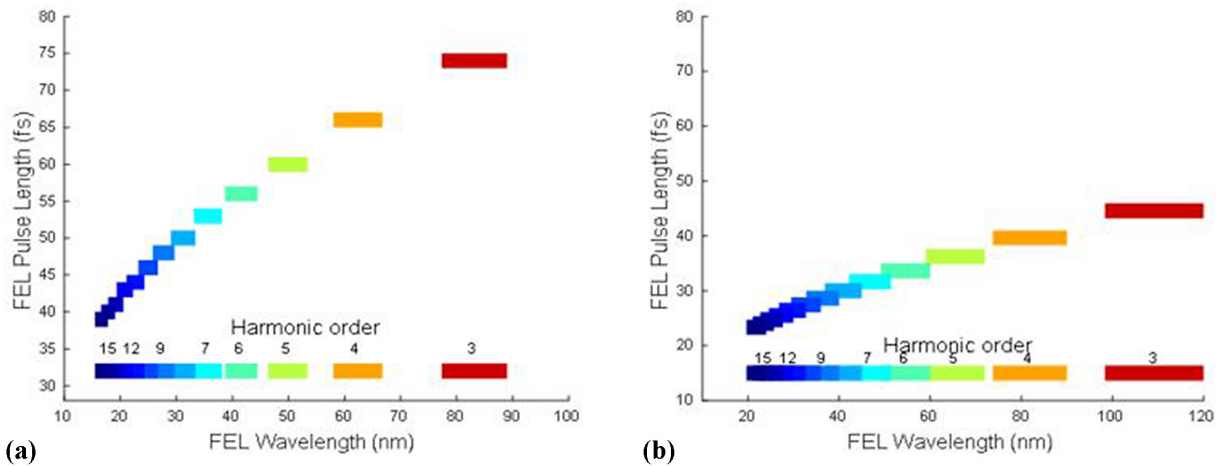 80
75
70
65
60
55
50
45
40
35
30
FEL Pulse Length (fs)
Harmonic order
15 12 9 7 6 5 4 3
10 20 30 40 50 60 70 80 90 100
FEL Wavelength (nm)
(a)
80
70
60
50
40
30
20
10
FEL Pulse Length (fs)
Harmonic order
15 12 9 7 6 5 4 3
20 40 60 80 100 120
FEL Wavelength (nm)
(b)